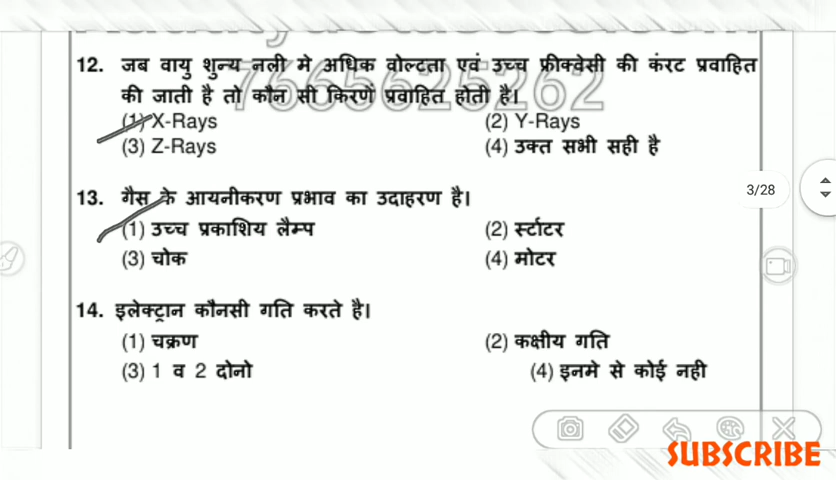 12. जब वायु शुन्य नली मे अधिक वोल्टता एवं उच्च फ्रीक्वेसी की कंरट प्रवाहित
की जाती है तो कौन सी किरणें प्रवाहित होती है।
7665625262
(1) X-Rays (2) Y-Rays
(3) Z-Rays (4) उक्त सभी सही है
3/28
13. गैस के आयनीकरण प्रभाव का उदाहरण है।
(1) उच्च प्रकाशिय लैम्प (2) स्टार्टर
(3) चोक (4) मोटर
14. इलेक्ट्रान कौनसी गति करते है।
(1) चक्रण (2) कक्षीय गति
(3) 1 व 2 दोनो (4) इनमे से कोई नही
SUBSCRIBE